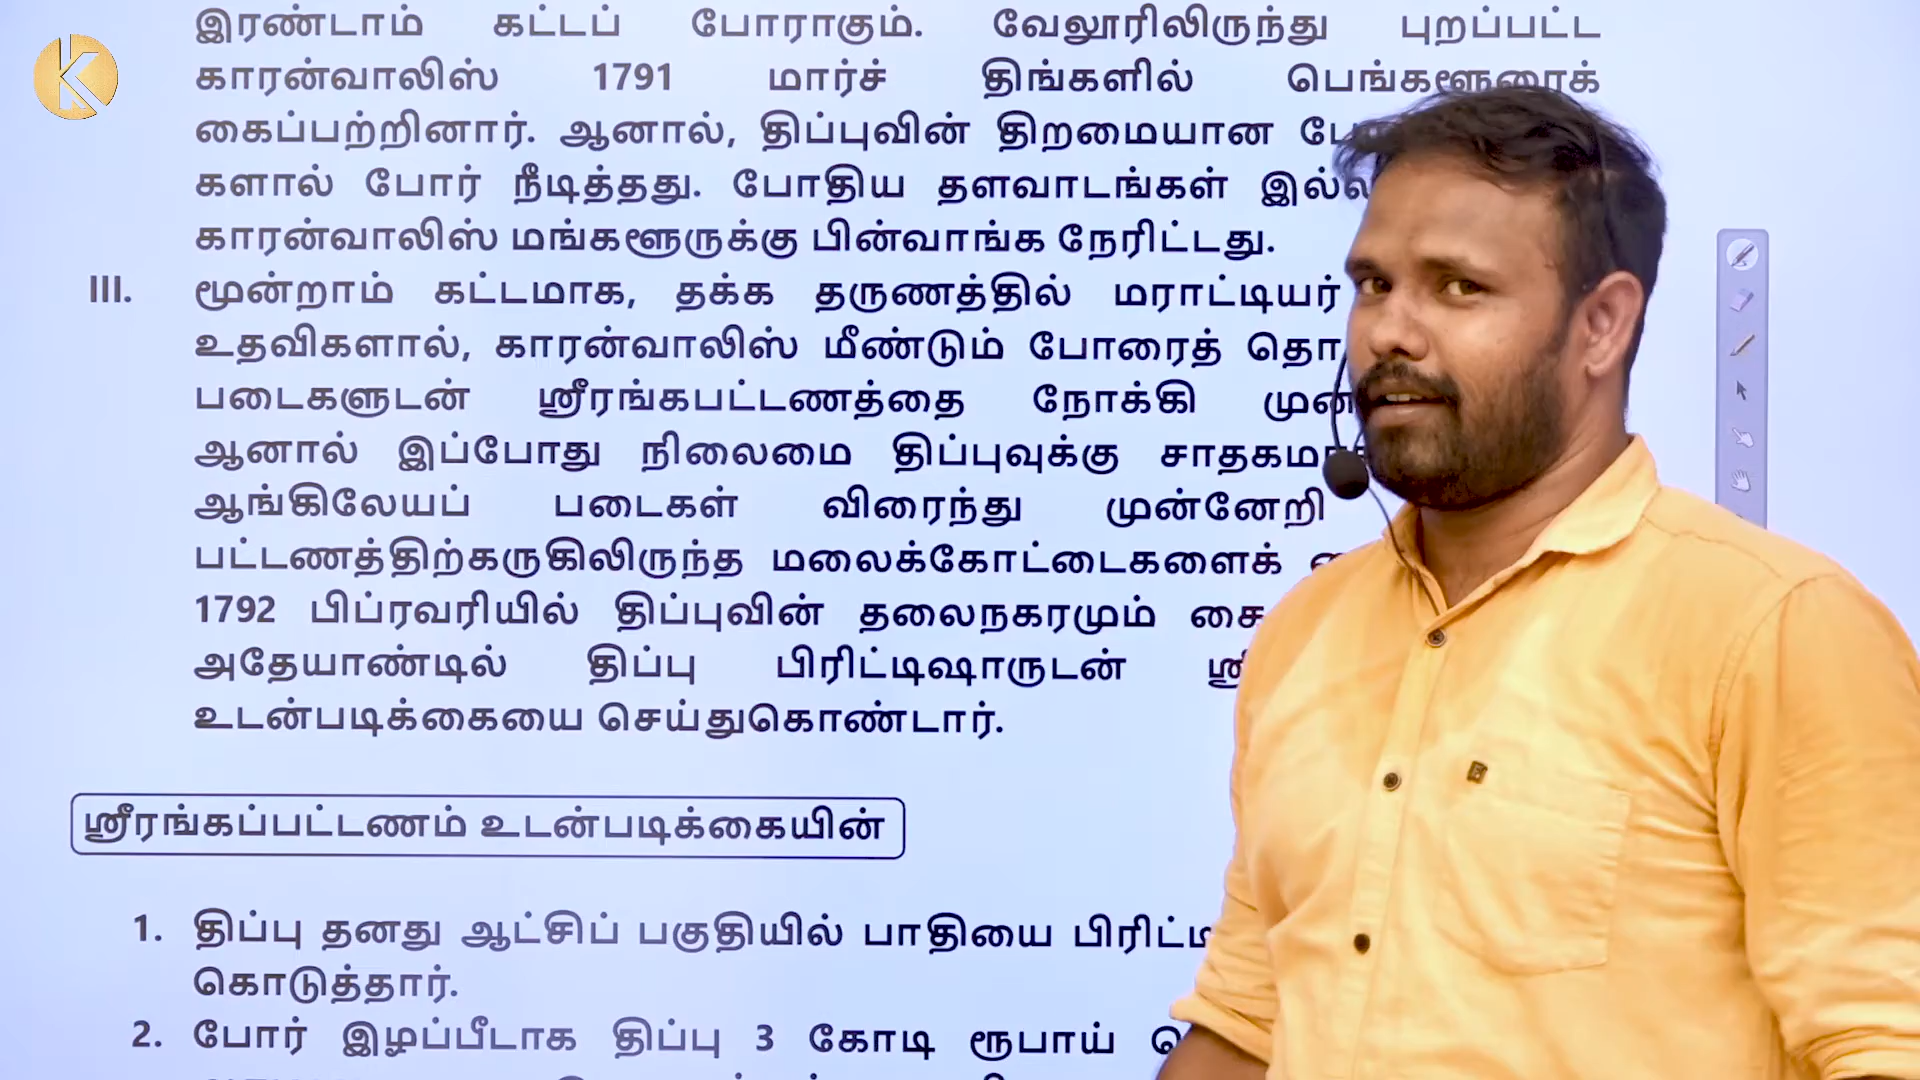 இரண்டாம் கட்டப் போராகும். வேலூரிலிருந்து புறப்பட்ட
காரன்வாலிஸ் 1791 மார்ச் திங்களில் பெங்களூரைக்
கைப்பற்றினார். ஆனால், திப்புவின் திறமையான
களால் போர் நீடித்தது. போதிய தளவாடங்கள்
காரன்வாலிஸ் மங்களூருக்கு பின்வாங்க நேரிட்டது.
III. மூன்றாம் கட்டமாக, தக்க தருணத்தில் மராட்டியர்
உதவிகளால், காரன்வாலிஸ் மீண்டும் போரைத்
படைகளுடன் ஸ்ரீரங்கபட்டணத்தை நோக்கி
ஆனால் இப்போது நிலைமை திப்புவுக்கு
ஆங்கிலேயப் படைகள் விரைந்து முன்னேறி
பட்டணத்திற்கருகிலிருந்த மலைக்கோட்டைகளைக்
1792 பிப்ரவரியில் திப்புவின் தலைநகரமும்
அதேயாண்டில் திப்பு பிரிட்டிஷாருடன்
உடன்படிக்கையை செய்துகொண்டார்.
ஸ்ரீரங்கப்பட்டணம் உடன்படிக்கையின்
1. திப்பு தனது ஆட்சிப் பகுதியில் பாதியை
கொடுத்தார்.
2. போர் இழப்பீடாக திப்பு 3 கோடி ரூபாய்